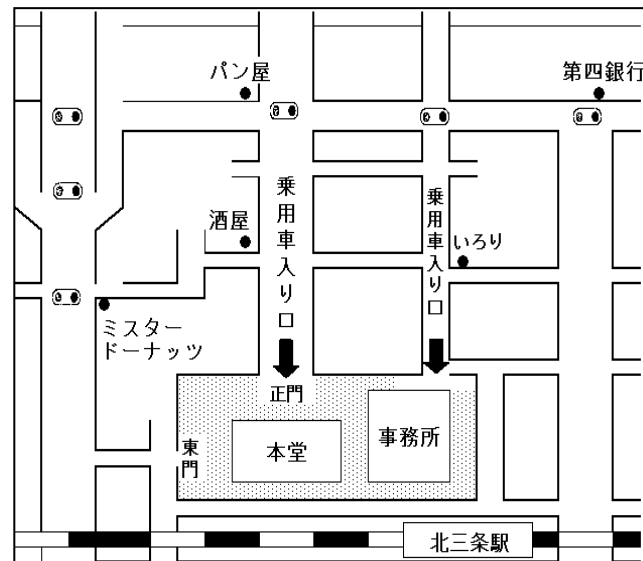 パン屋
第四銀行
乗用車入り口
乗用車入り口
酒屋
いろり
ミスター
ドーナッツ
正門
東門
本堂
事務所
北三条駅